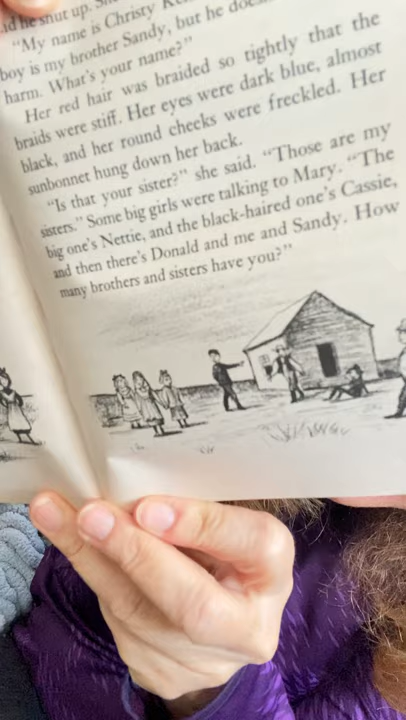 he shut up.
"My name is Christy
boy is my brother Sandy, but he
harm. What's your name?"
Her red hair was braided so tightly that the
braids were stiff. Her eyes were dark blue, almost
black, and her round cheeks were freckled. Her
sunbonnet hung down her back.
"Is that your sister?" she said. "Those are my
sisters." Some big girls were talking to Mary. "The
big one's Nettie, and the black-haired one's Cassie,
and then there's Donald and me and Sandy. How
many brothers and sisters have you?"